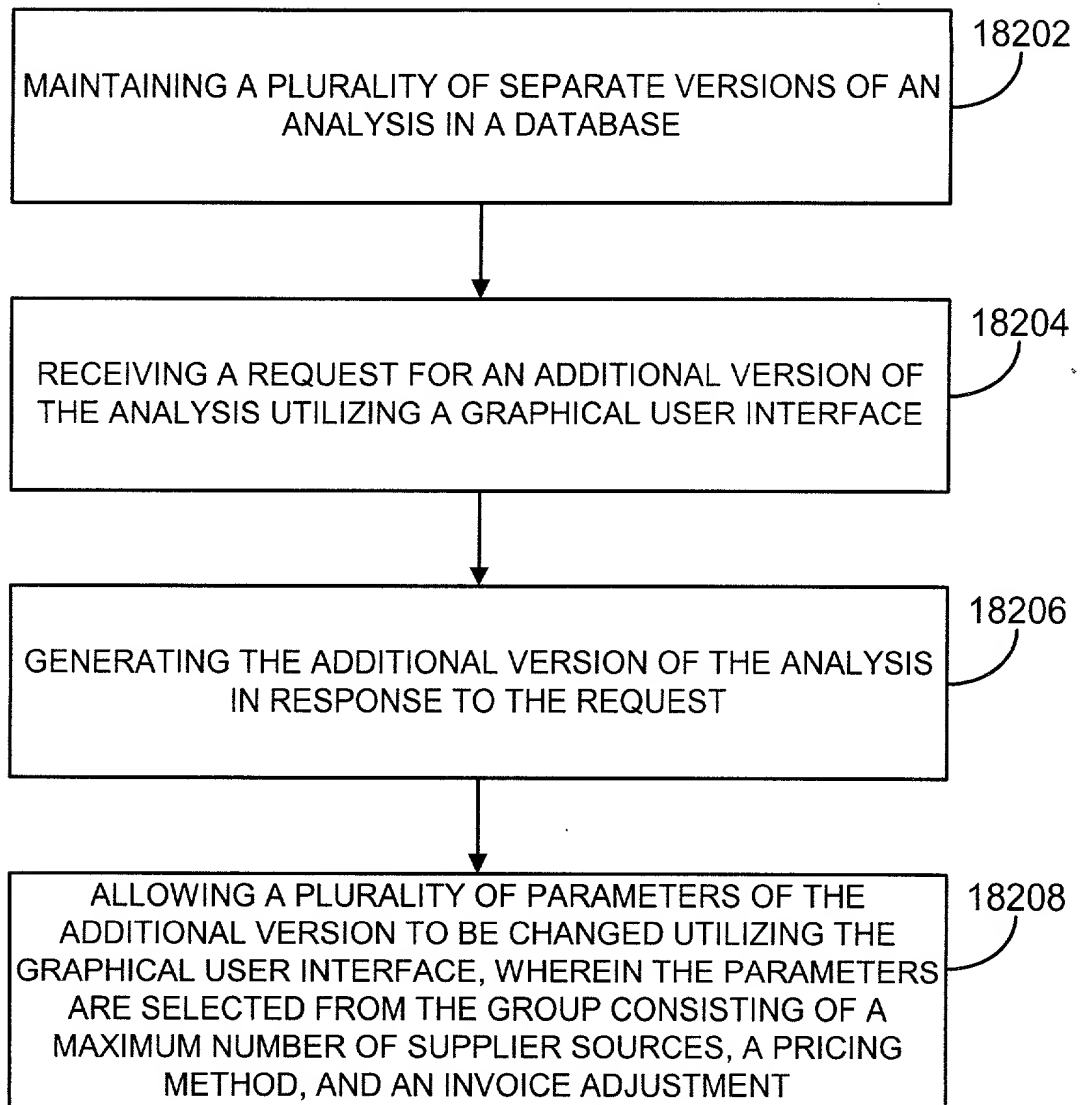 18202
MAINTAINING A PLURALITY OF SEPARATE VERSIONS OF AN
ANALYSIS IN A DATABASE
18204
RECEIVING A REQUEST FOR AN ADDITIONAL VERSION OF
THE ANALYSIS UTILIZING A GRAPHICAL USER INTERFACE
18206
GENERATING THE ADDITIONAL VERSION OF THE ANALYSIS
IN RESPONSE TO THE REQUEST
18208
ALLOWING A PLURALITY OF PARAMETERS OF THE
ADDITIONAL VERSION TO BE CHANGED UTILIZING THE
GRAPHICAL USER INTERFACE, WHEREIN THE PARAMETERS
ARE SELECTED FROM THE GROUP CONSISTING OF A
MAXIMUM NUMBER OF SUPPLIER SOURCES, A PRICING
METHOD, AND AN INVOICE ADJUSTMENT